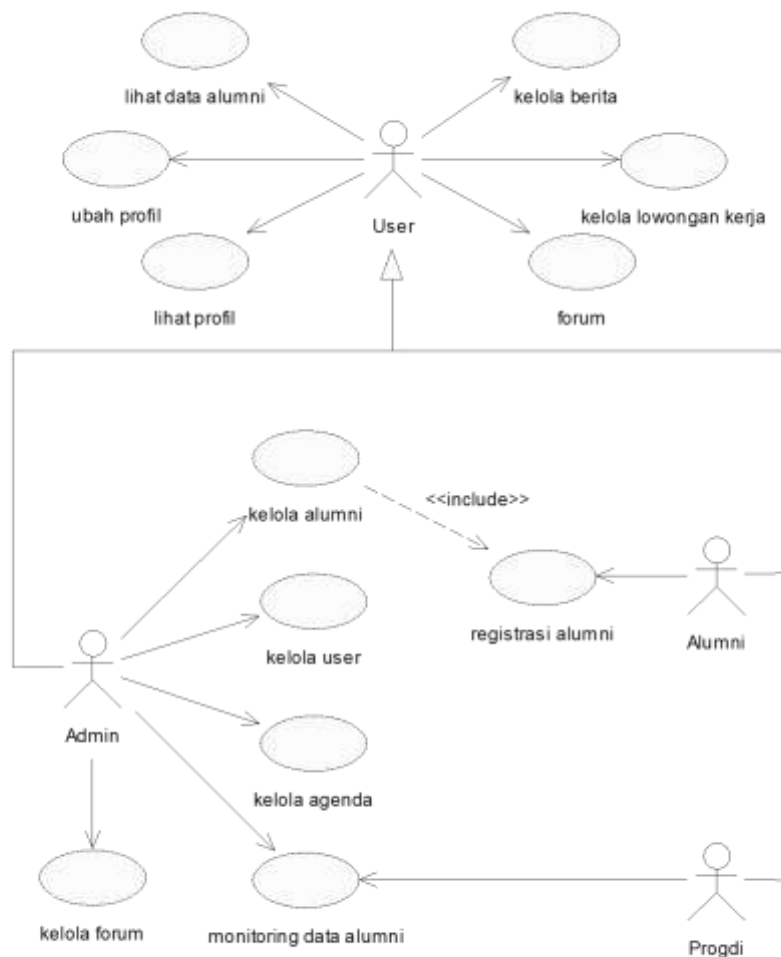 lihat data alumni
kelola berita
ubah profil
User
kelola lowongan kerja
lihat profil
forum
kelola alumni
<<include>>
registrasi alumni
Alumni
kelola user
Admin
kelola agenda
kelola forum
monitoring data alumni
Progdi